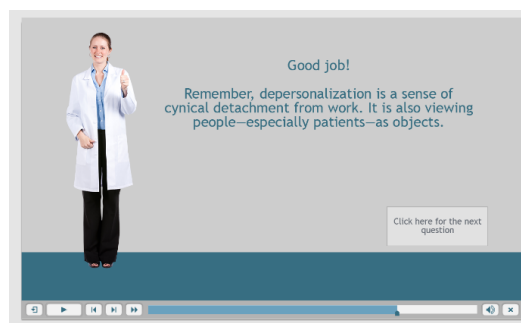 Good job!
Remember, depersonalization is a sense of
cynical detachment from work. It is also viewing
people—especially patients—as objects.
Click here for the next
question